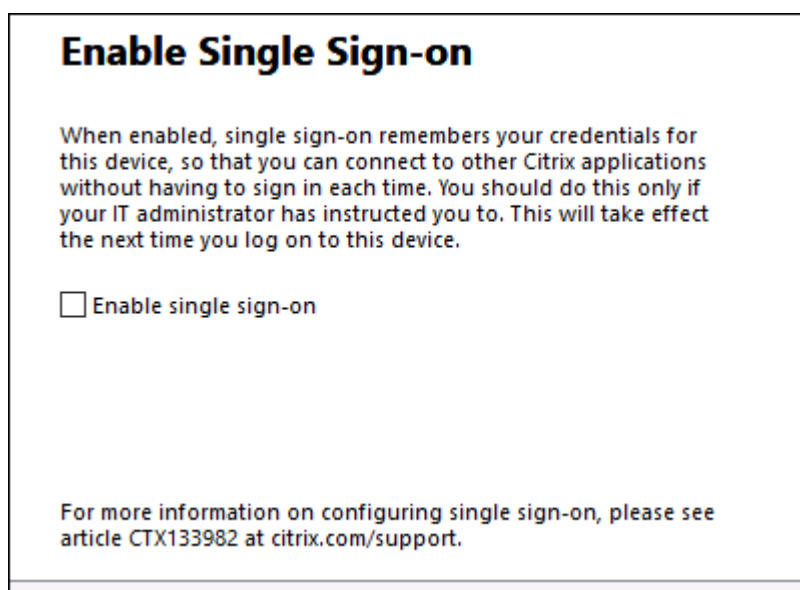 Enable Single Sign-on
When enabled, single sign-on remembers your credentials for
this device, so that you can connect to other Citrix applications
without having to sign in each time. You should do this only if
your IT administrator has instructed you to. This will take effect
the next time you log on to this device.
Enable single sign-on
For more information on configuring single sign-on, please see
article CTX133982 at citrix.com/support.